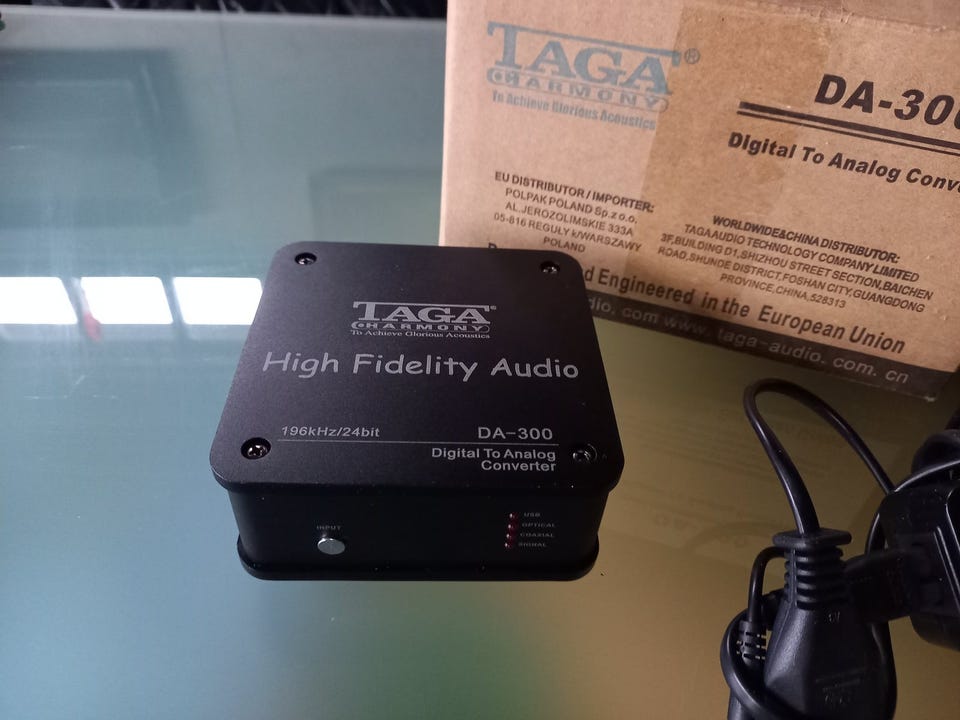 TAGA®
HARMONY
To Achieve Glorious Acoustics
DA-300
Digital To Analog
EU DISTRIBUTOR / IMPORTER:
POLPAK POLAND Sp.z o.o.
AL.JEROZOLIMSKIE 333A
05-816 REGUŁY k/WARSZAWY
POLAND
WORLDWIDE&CHINA DISTRIBUTOR:
TAGAAUDIO TECHNOLOGY COMPANY LIMITED
3F,BUILDING D1,SHIZHOU STREET SECTION,BAICHEN
ROAD,SHUNDE DISTRICT,FOSHAN CITY,GUANGDONG
PROVINCE,CHINA,528313
Engineered in the European Union
com www.taga-audio.com.cn
TAGA®
HARMONY
To Achieve Glorious Acoustics
High Fidelity Audio
196kHz/24bit
DA-300
Digital To Analog
Converter
INPUT
USB
OPTICAL
COAXIAL
SIGNAL